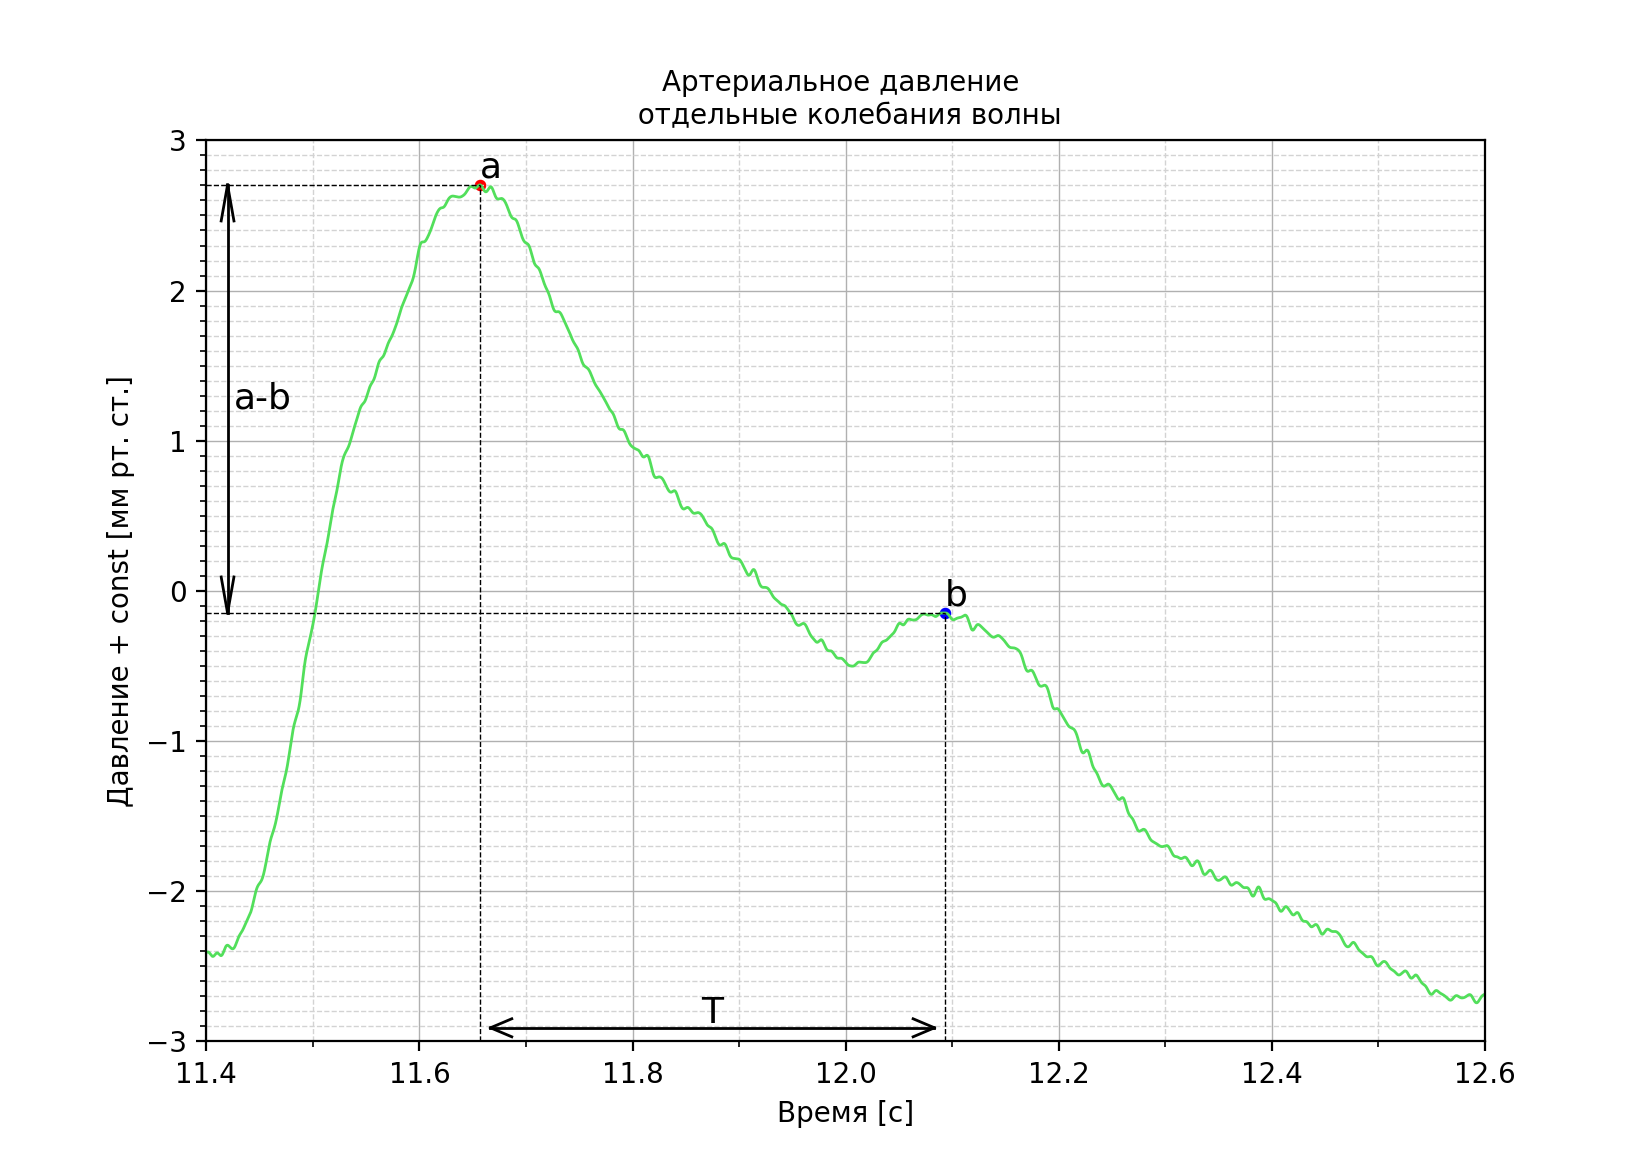 Артериальное давление
отдельные колебания волны
3
2
1
0
−1
−2
−3
Давление + const [мм рт. ст.]
a
a-b
b
T
11.4 11.6 11.8 12.0 12.2 12.4 12.6
Время [с]